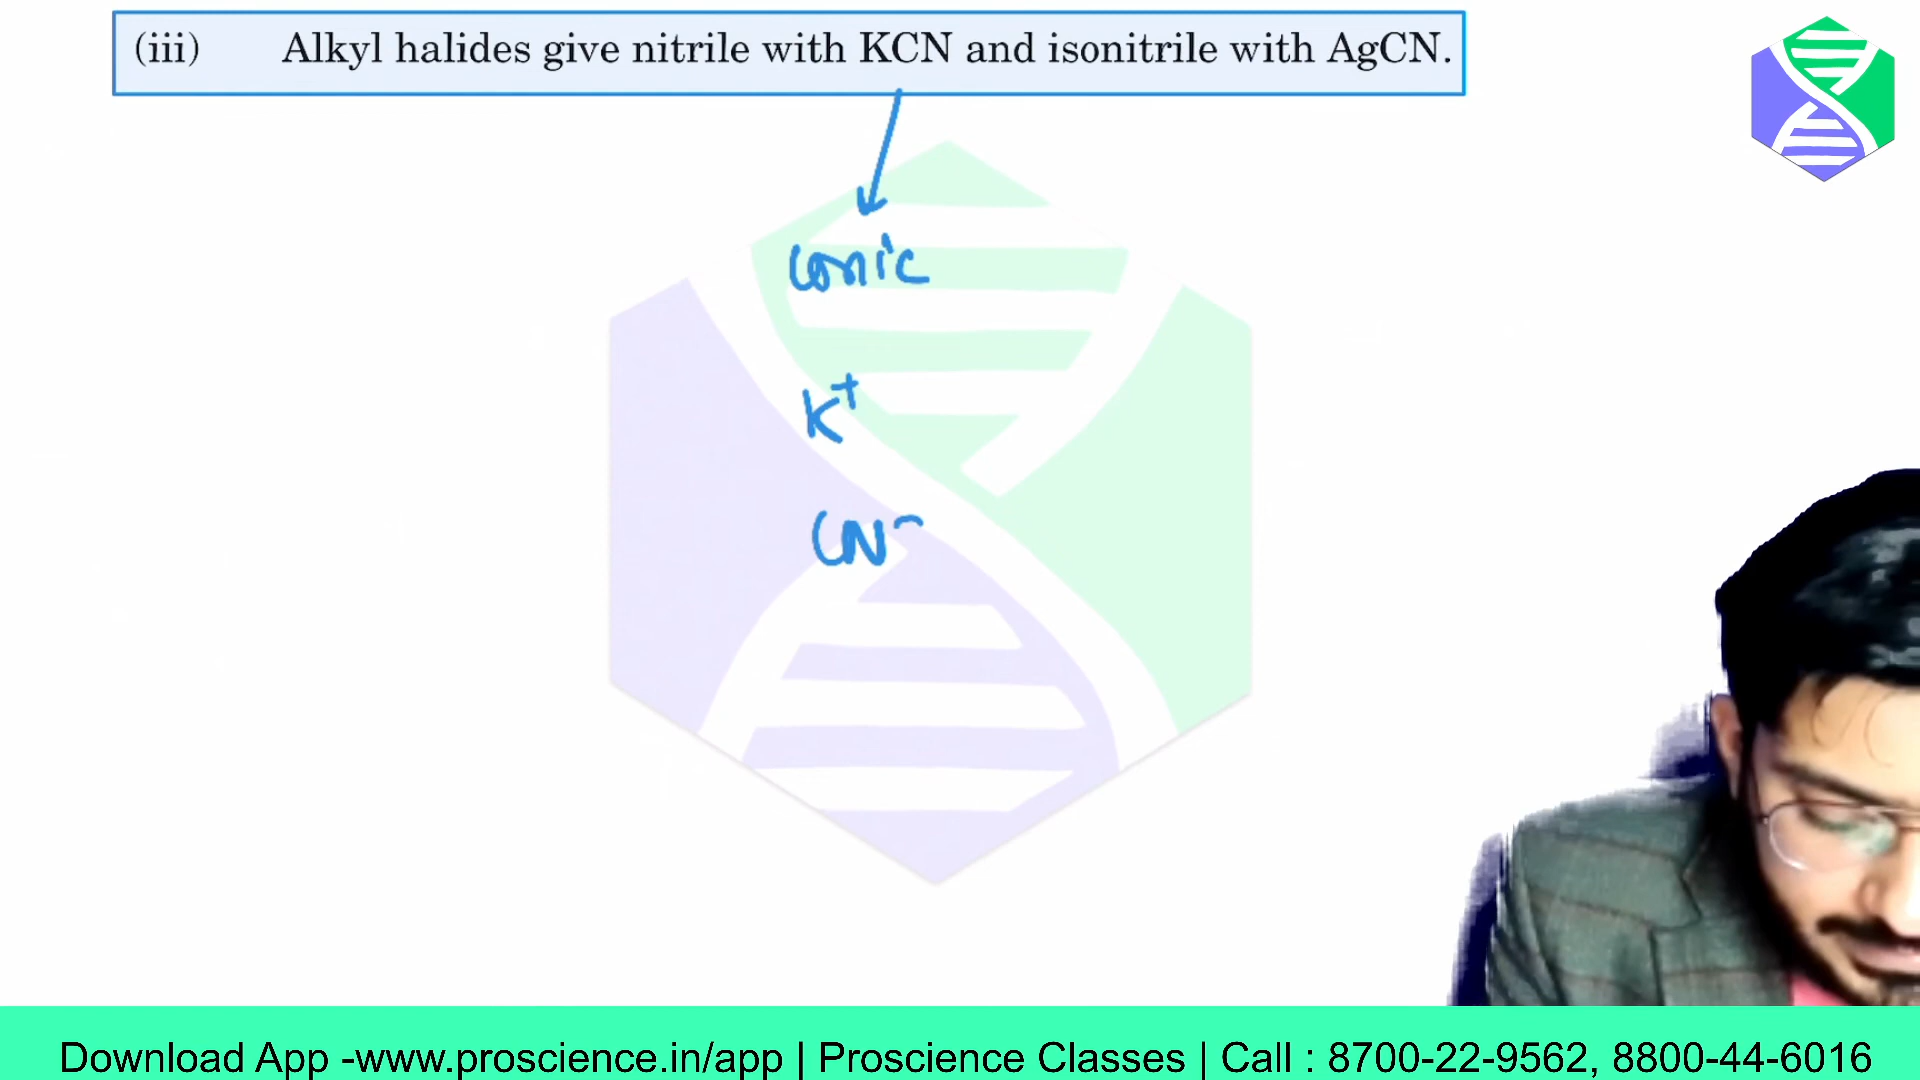 (iii) Alkyl halides give nitrile with KCN and isonitrile with AgCN.
ionic
K⁺
CN⁻
Download App -www.proscience.in/app | Proscience Classes | Call : 8700-22-9562, 8800-44-6016